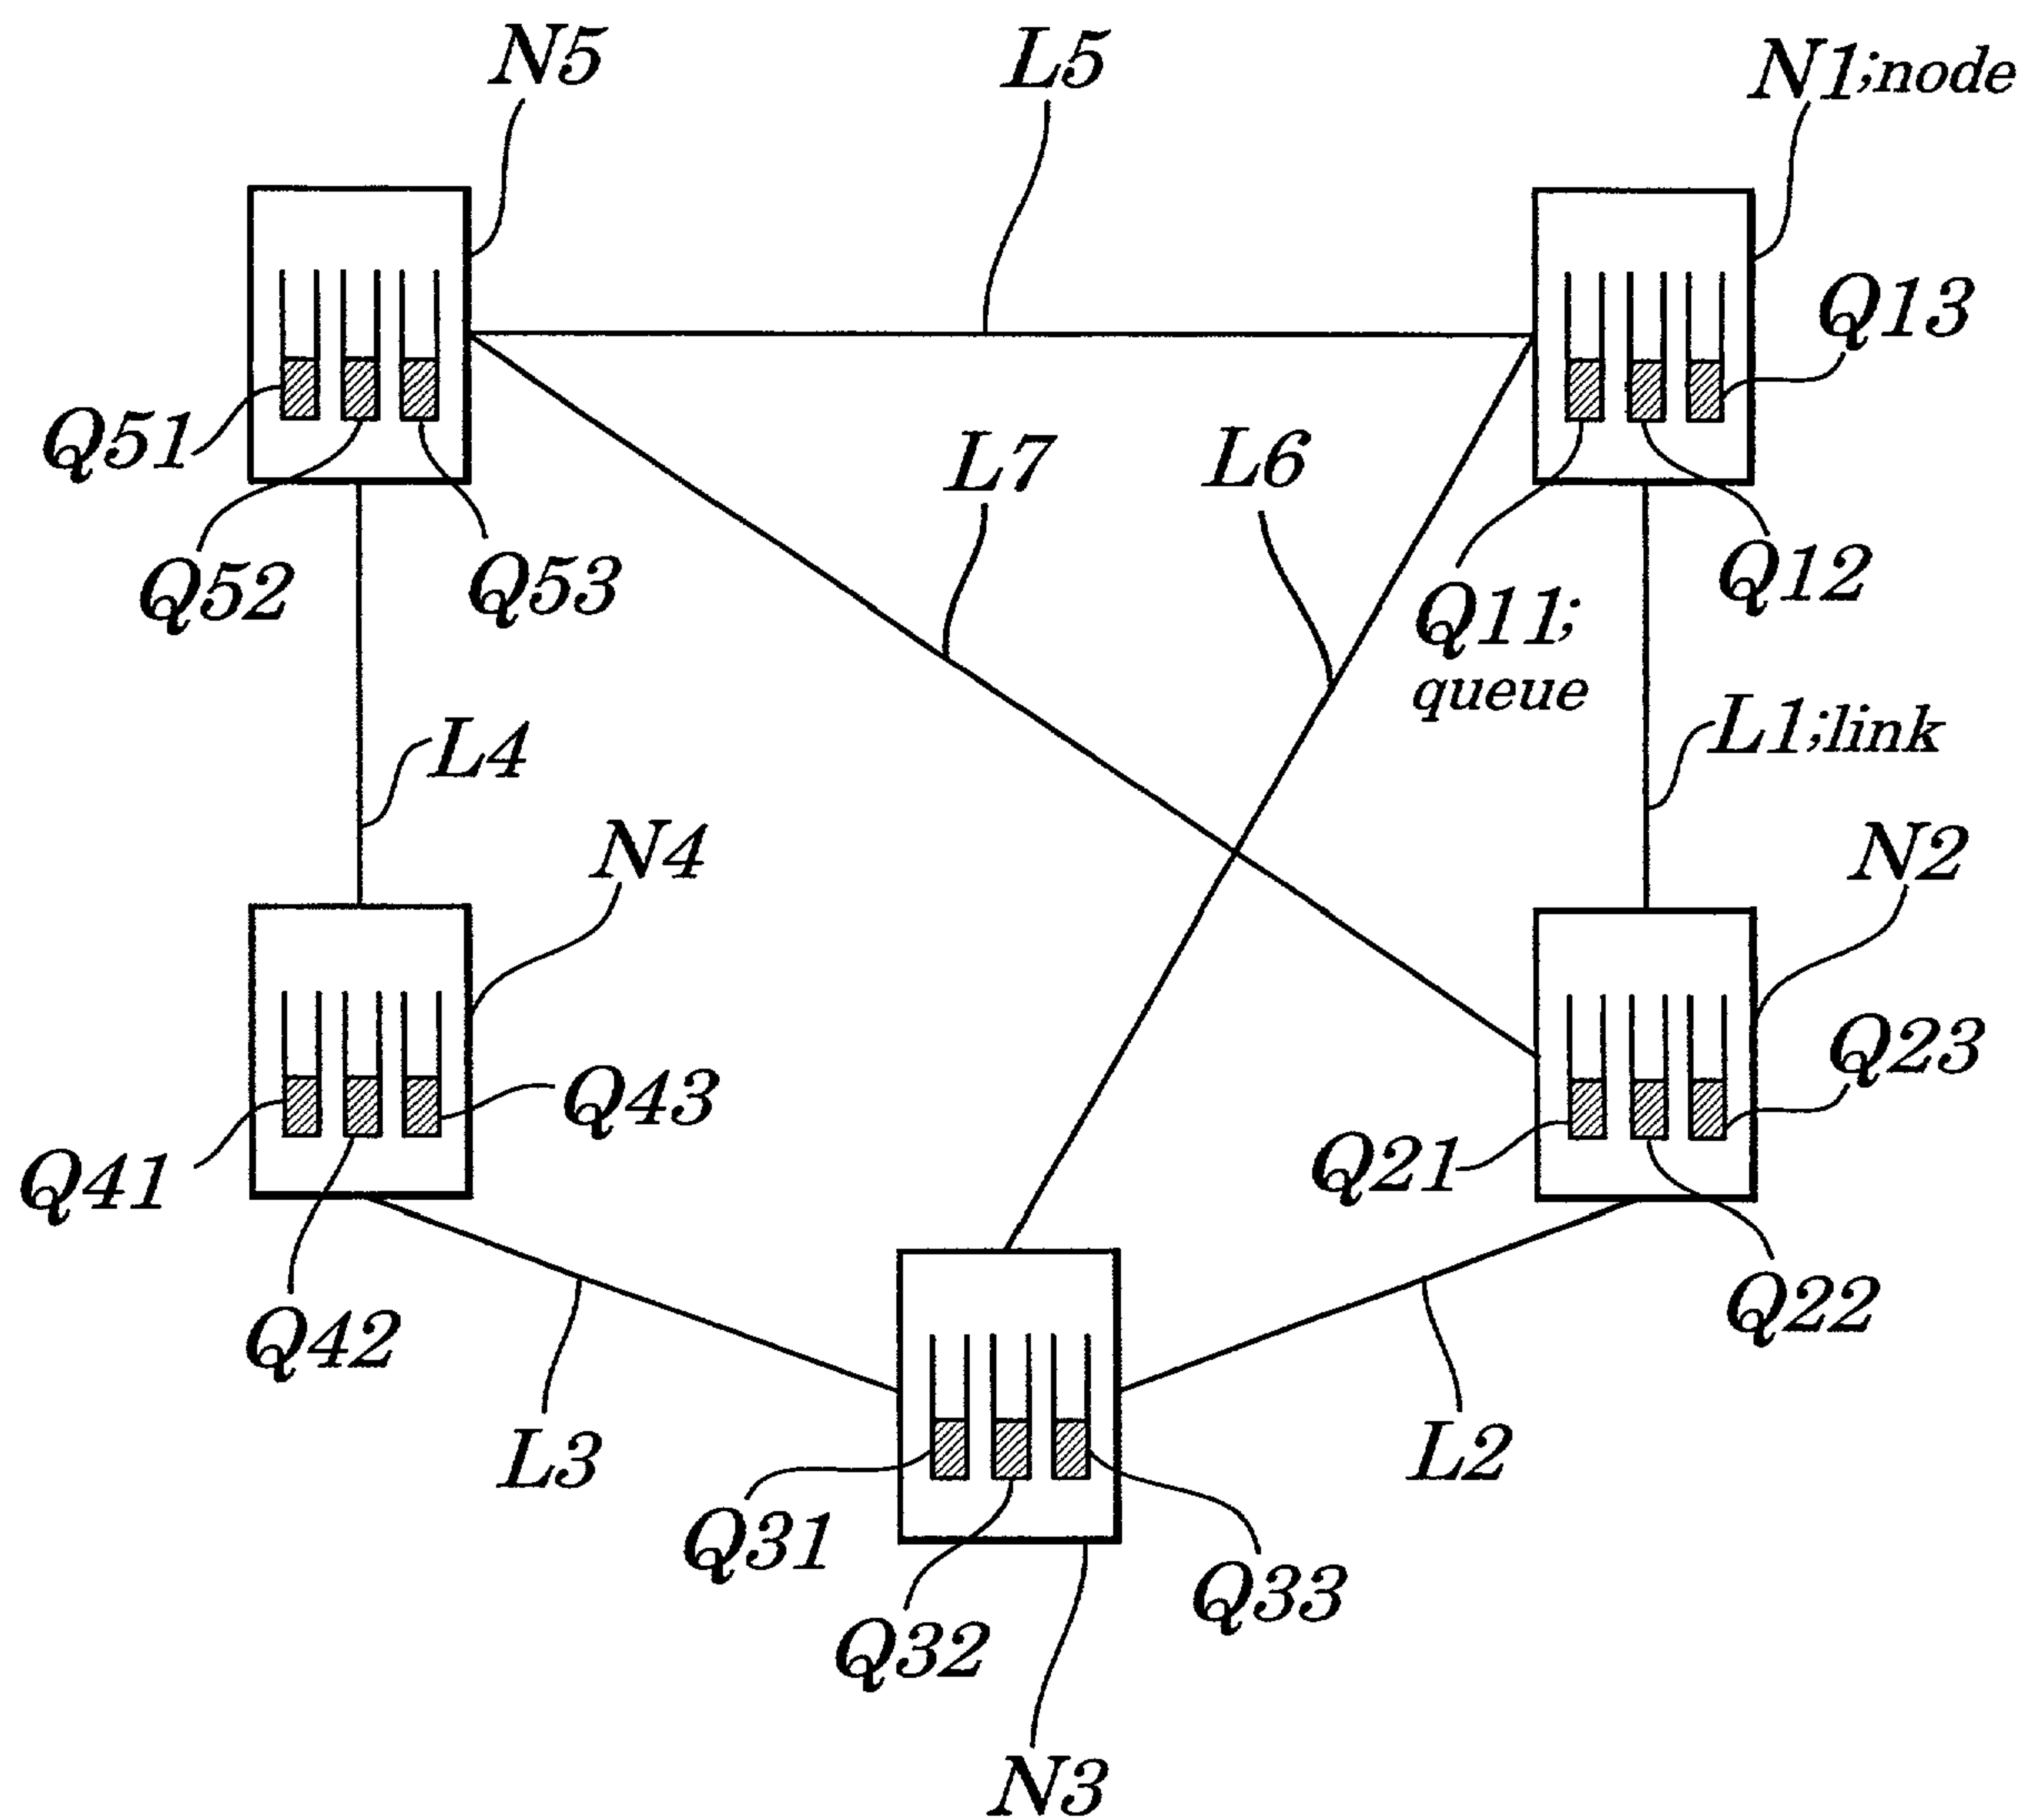 N5
L5
N1;node
Q13
Q51
L7
L6
Q52
Q53
Q11;
queue
Q12
L4
L1;link
N4
N2
Q43
Q23
Q41
Q21
Q42
Q22
L3
L2
Q31
Q33
Q32
N3